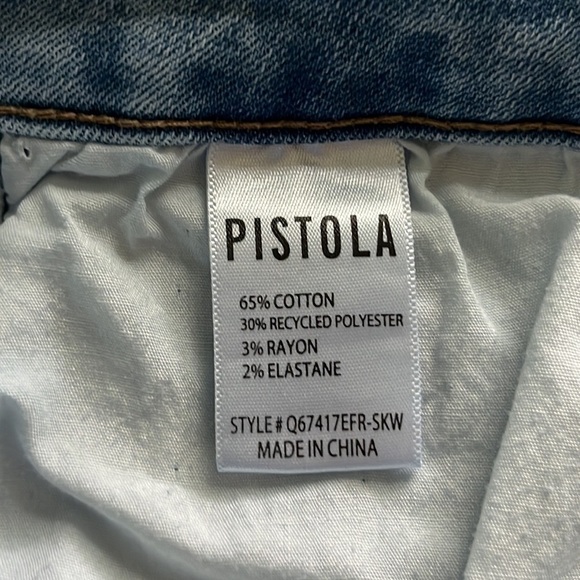 PISTOLA
65% COTTON
30% RECYCLED POLYESTER
3% RAYON
2% ELASTANE
STYLE# Q67417EFR-SKW
MADE IN CHINA